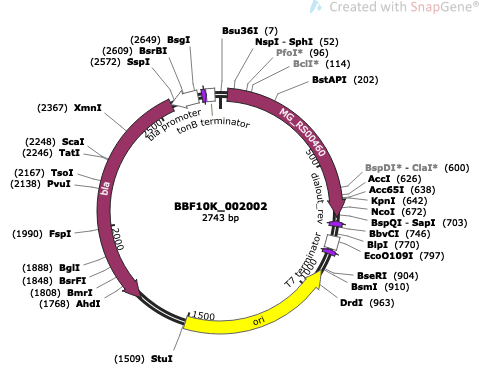 Created with SnapGene®
Bsu36I (7)
NspI - SphI (52)
PfoI* (96)
BclI* (114)
BstAPI (202)
(2649) BsgI
(2609) BsrBI
(2572) SspI
(2367) XmnI
(2248) ScaI
(2246) TatI
(2167) TsoI
(2138) PvuI
(1990) FspI
(1888) BglI
(1848) BsrFI
(1808) BmrI
(1768) AhdI
(1509) StuI
BspDI* - ClaI* (600)
AccI (626)
Acc65I (638)
KpnI (642)
NcoI (672)
BspQI - SapI (703)
BbvCI (746)
BlpI (770)
EcoO109I (797)
BseRI (904)
BsmI (910)
DrdI (963)
bla promoter
tonB terminator
MG_RS00460
dialout_rev
T7 terminator
bla
ori
500
1000
1500
2000
2500
BBF10K_002002
2743 bp